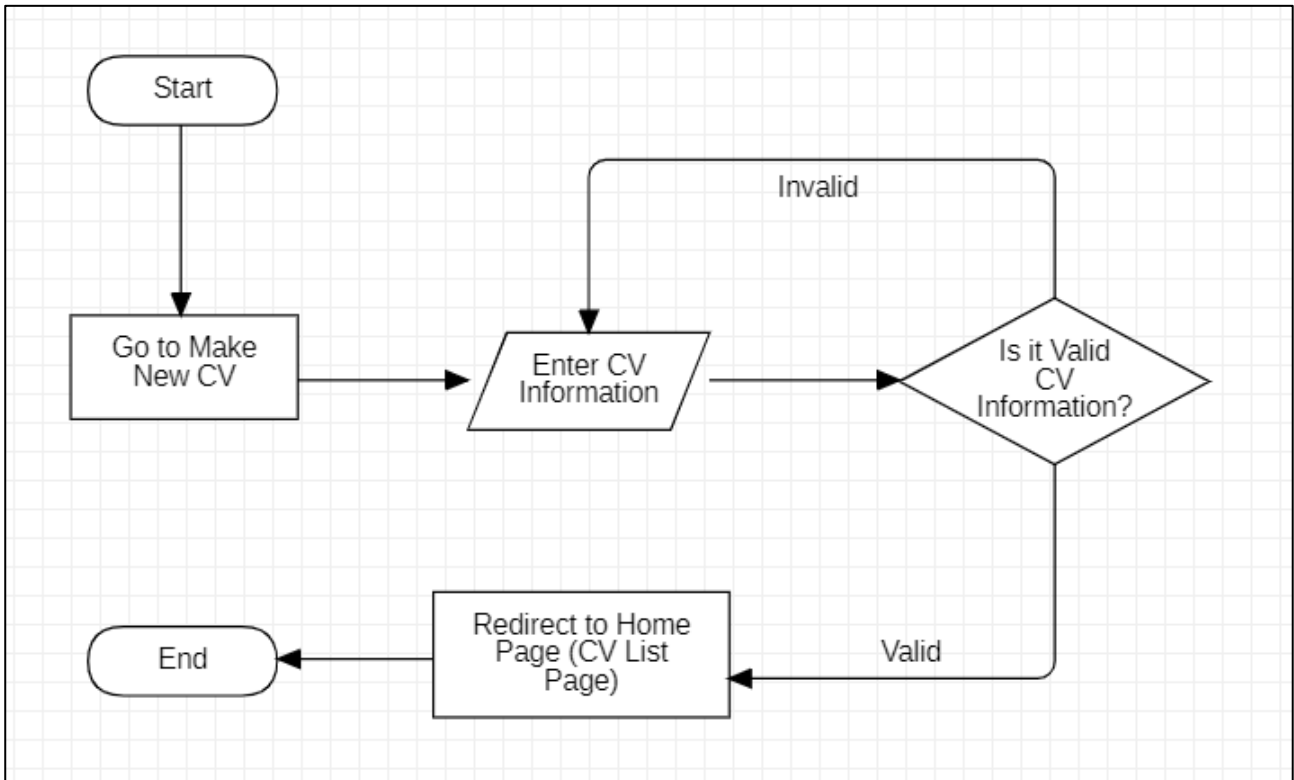 Start
Invalid
Go to Make
New CV
Enter CV
Information
Is it Valid
CV
Information?
Redirect to Home
Page (CV List
Page)
End
Valid